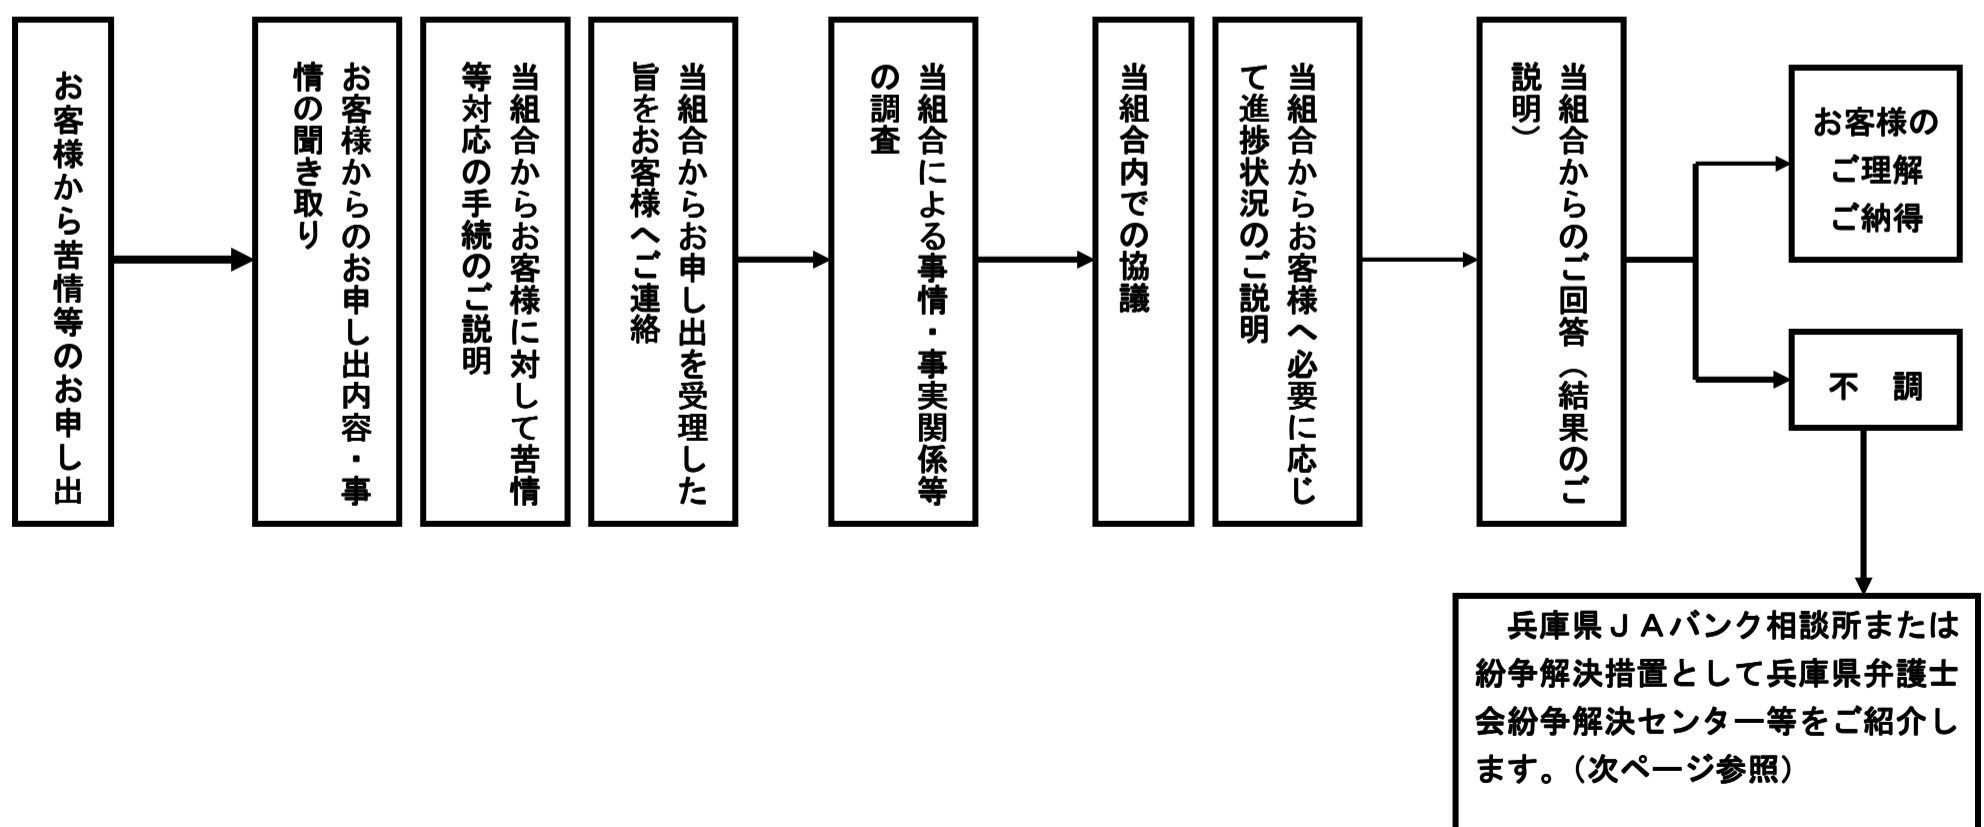 お客様から苦情等のお申し出
お客様からのお申し出内容・事
情の聞き取り
当組合からお客様に対して苦情
等対応の手続のご説明
当組合からお申し出を受理した
旨をお客様へご連絡
当組合による事情・事実関係等
の調査
当組合内での協議
当組合からお客様へ必要に応じ
て進捗状況のご説明
当組合からのご回答（結果のご
説明）
お客様の
ご理解
ご納得
不　調
兵庫県ＪＡバンク相談所または
紛争解決措置として兵庫県弁護士
会紛争解決センター等をご紹介し
ます。（次ページ参照）